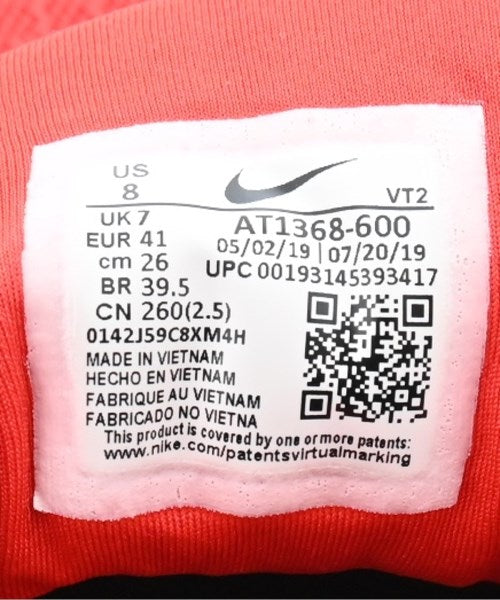 US
8
VT2
UK 7
EUR 41
cm 26
BR 39.5
CN 260(2.5)
0142J59C8XM4H
AT1368-600
05/02/19 | 07/20/19
UPC 00193145393417
MADE IN VIETNAM
HECHO EN VIETNAM
FABRIQUE AU VIETNAM
FABRICADO NO VIETNA
This product is covered by one or more patents:
www.nike.com/patentsvirtualmarking